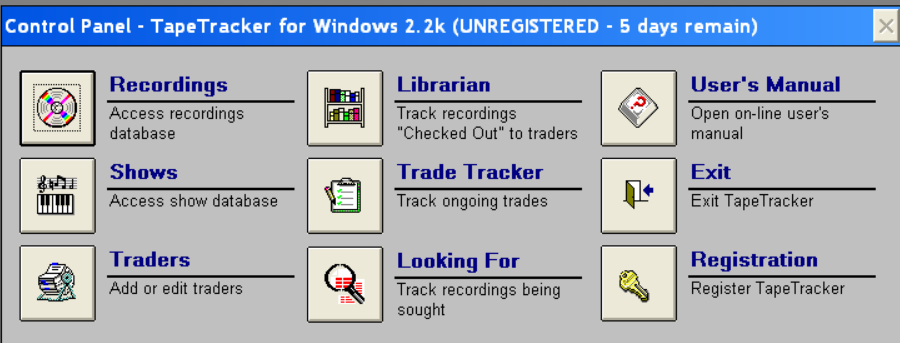 Control Panel - TapeTracker for Windows 2.2k (UNREGISTERED - 5 days remain)
Recordings
Access recordings
database
Librarian
Track recordings
"Checked Out" to traders
User's Manual
Open on-line user's
manual
Shows
Access show database
Trade Tracker
Track ongoing trades
Exit
Exit TapeTracker
Traders
Add or edit traders
Looking For
Track recordings being
sought
Registration
Register TapeTracker